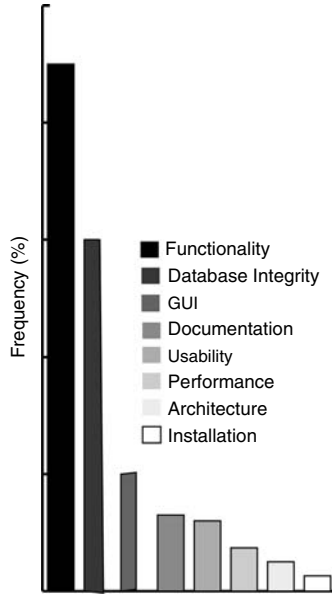 Frequency (%)
Functionality
Database Integrity
GUI
Documentation
Usability
Performance
Architecture
Installation